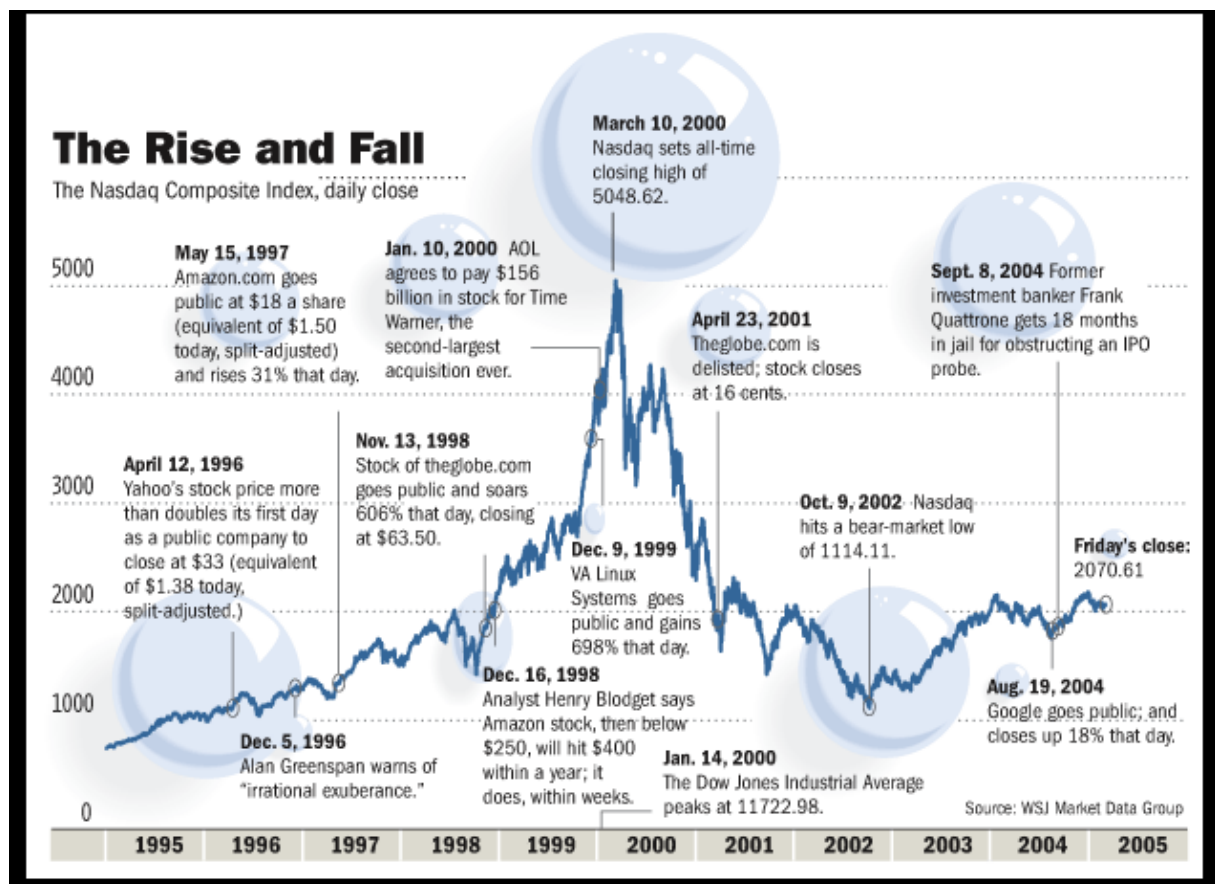 The Rise and Fall
The Nasdaq Composite Index, daily close
March 10, 2000
Nasdaq sets all-time
closing high of
5048.62.
May 15, 1997
Amazon.com goes
public at $18 a share
(equivalent of $1.50
today, split-adjusted)
and rises 31% that day.
Jan. 10, 2000 AOL
agrees to pay $156
billion in stock for Time
Warner, the
second-largest
acquisition ever.
April 23, 2001
Theglobe.com is
delisted; stock closes
at 16 cents.
Sept. 8, 2004 Former
investment banker Frank
Quattrone gets 18 months
in jail for obstructing an IPO
probe.
April 12, 1996
Yahoo's stock price more
than doubles its first day
as a public company to
close at $33 (equivalent
of $1.38 today,
split-adjusted.)
Nov. 13, 1998
Stock of theglobe.com
goes public and soars
606% that day, closing
at $63.50.
Dec. 9, 1999
VA Linux
Systems goes
public and gains
698% that day.
Oct. 9, 2002 Nasdaq
hits a bear-market low
of 1114.11.
Friday's close:
2070.61
Dec. 5, 1996
Alan Greenspan warns of
"irrational exuberance."
Dec. 16, 1998
Analyst Henry Blodget says
Amazon stock, then below
$250, will hit $400
within a year; it
does, within weeks.
Jan. 14, 2000
The Dow Jones Industrial Average
peaks at 11722.98.
Aug. 19, 2004
Google goes public; and
closes up 18% that day.
Source: WSJ Market Data Group
5000
4000
3000
2000
1000
0
1995 1996 1997 1998 1999 2000 2001 2002 2003 2004 2005